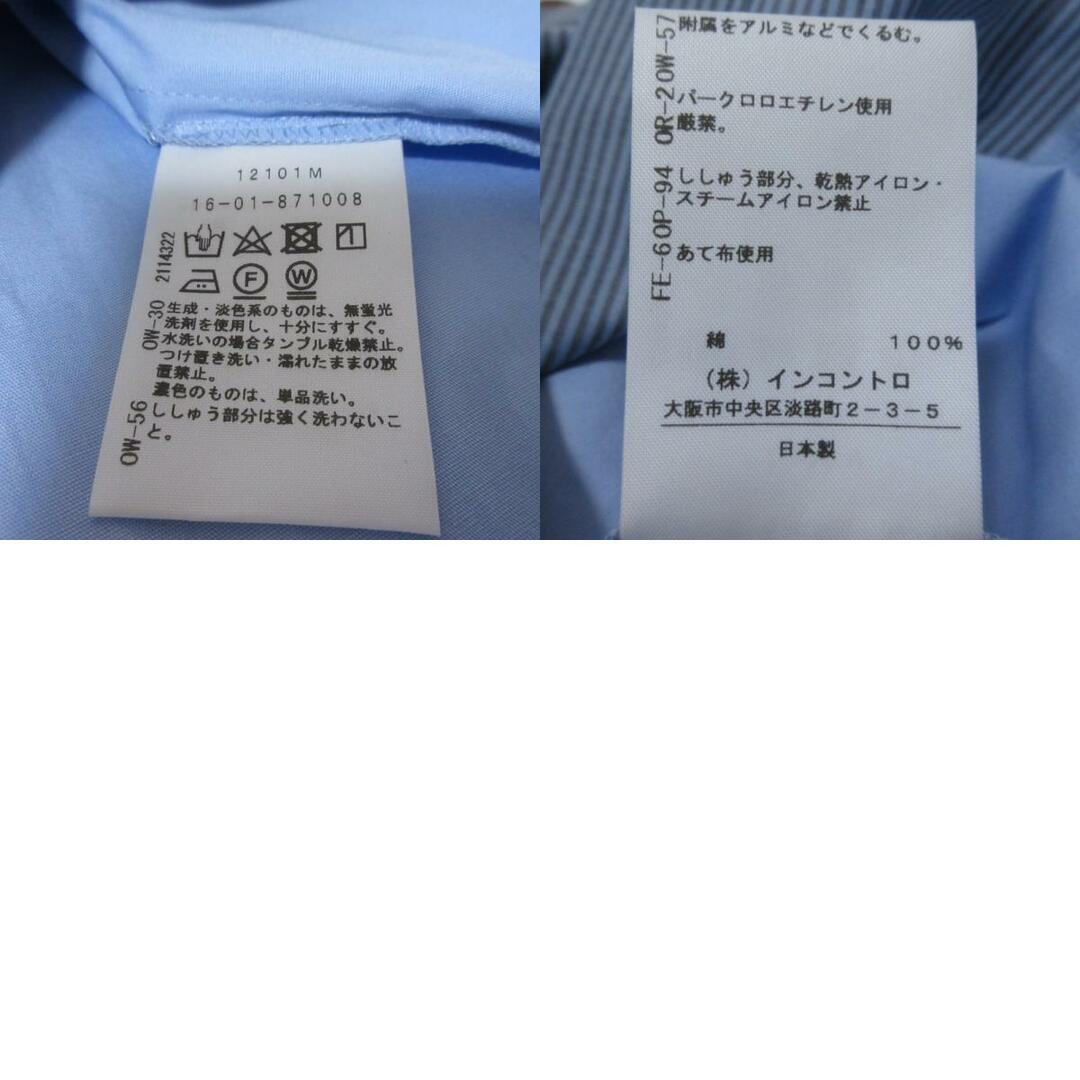 12101M
16-01-871008
2114322
F
W
OW-30
生成・淡色系のものは、無蛍光
洗剤を使用し、十分にすすぐ。
水洗いの場合タンブル乾燥禁止。
つけ置き洗い・濡れたままの放
置禁止。
濃色のものは、単品洗い。
OW-56
ししゅう部分は強く洗わないこ
と。
FE-60P-94 OR-20W-57
附属をアルミなどでくるむ。
パークロロエチレン使用
厳禁。
ししゅう部分、乾熱アイロン・
スチームアイロン禁止
あて布使用
綿 100%
(株)インコントロ
大阪市中央区淡路町2-3-5
日本製